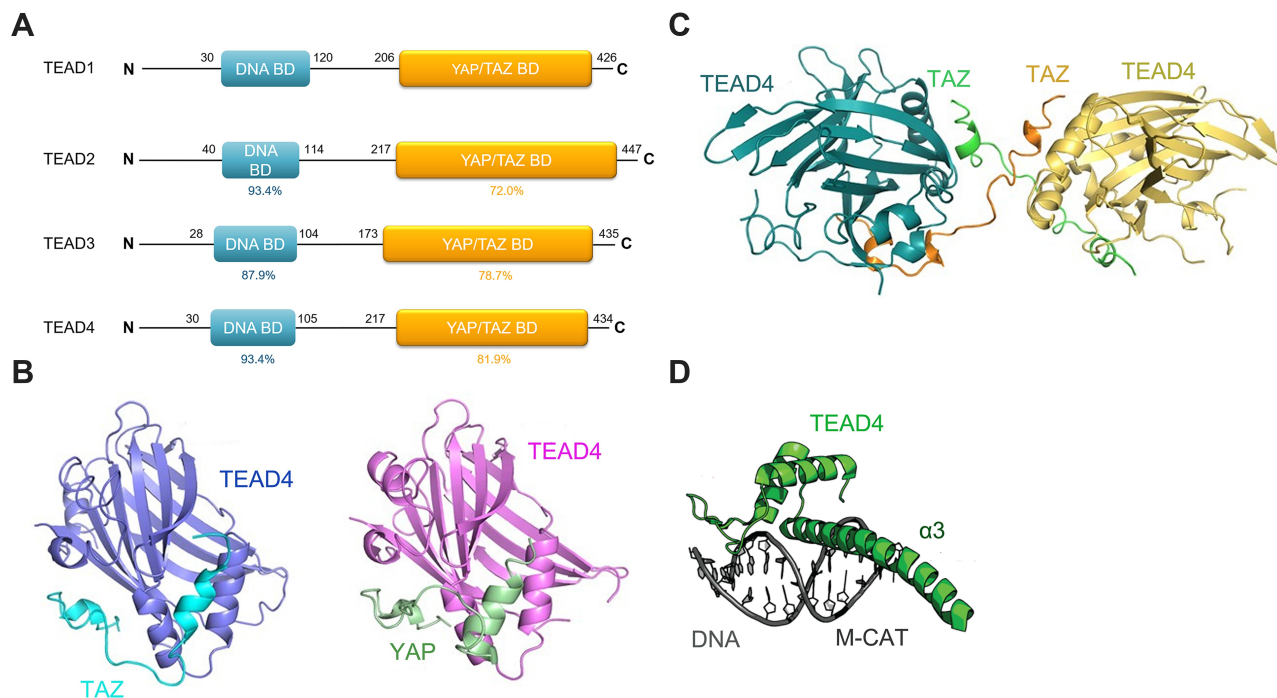 A
TEAD1 N 30 DNA BD 120 206 YAP/TAZ BD 426 C
TEAD2 N 40 DNA BD 114 217 YAP/TAZ BD 447 C
93.4% 72.0%
TEAD3 N 28 DNA BD 104 173 YAP/TAZ BD 435 C
87.9% 78.7%
TEAD4 N 30 DNA BD 105 217 YAP/TAZ BD 434 C
93.4% 81.9%
B
TEAD4
TAZ
TEAD4
YAP
C
TEAD4 TAZ TAZ TEAD4
D
TEAD4
α3
DNA M-CAT